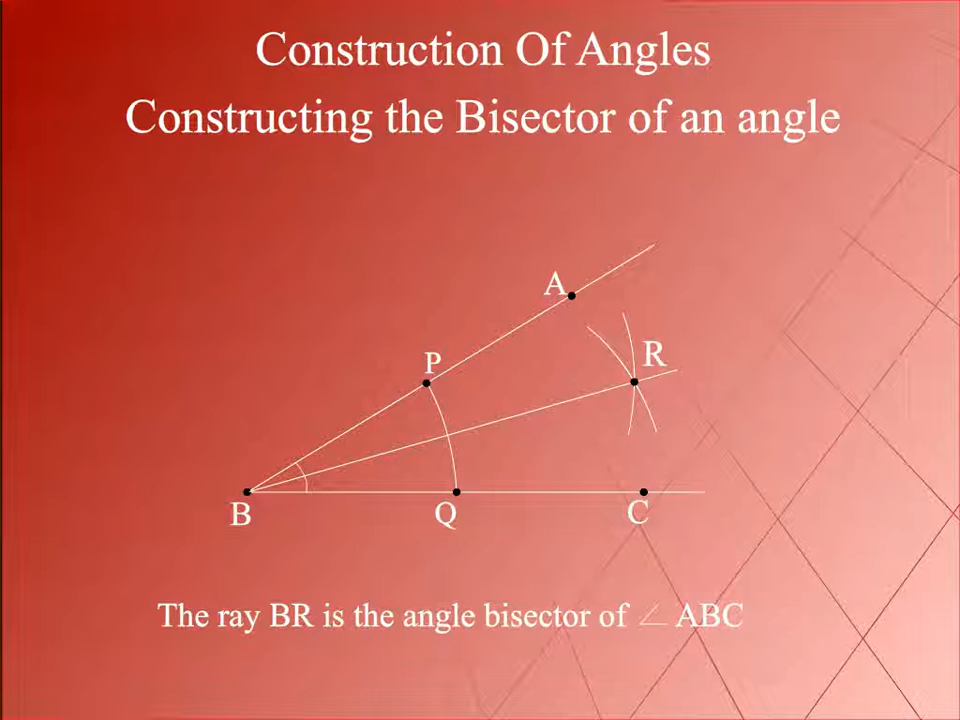 Construction Of Angles
Constructing the Bisector of an angle
A
R
P
B
Q
C
The ray BR is the angle bisector of ∠ ABC